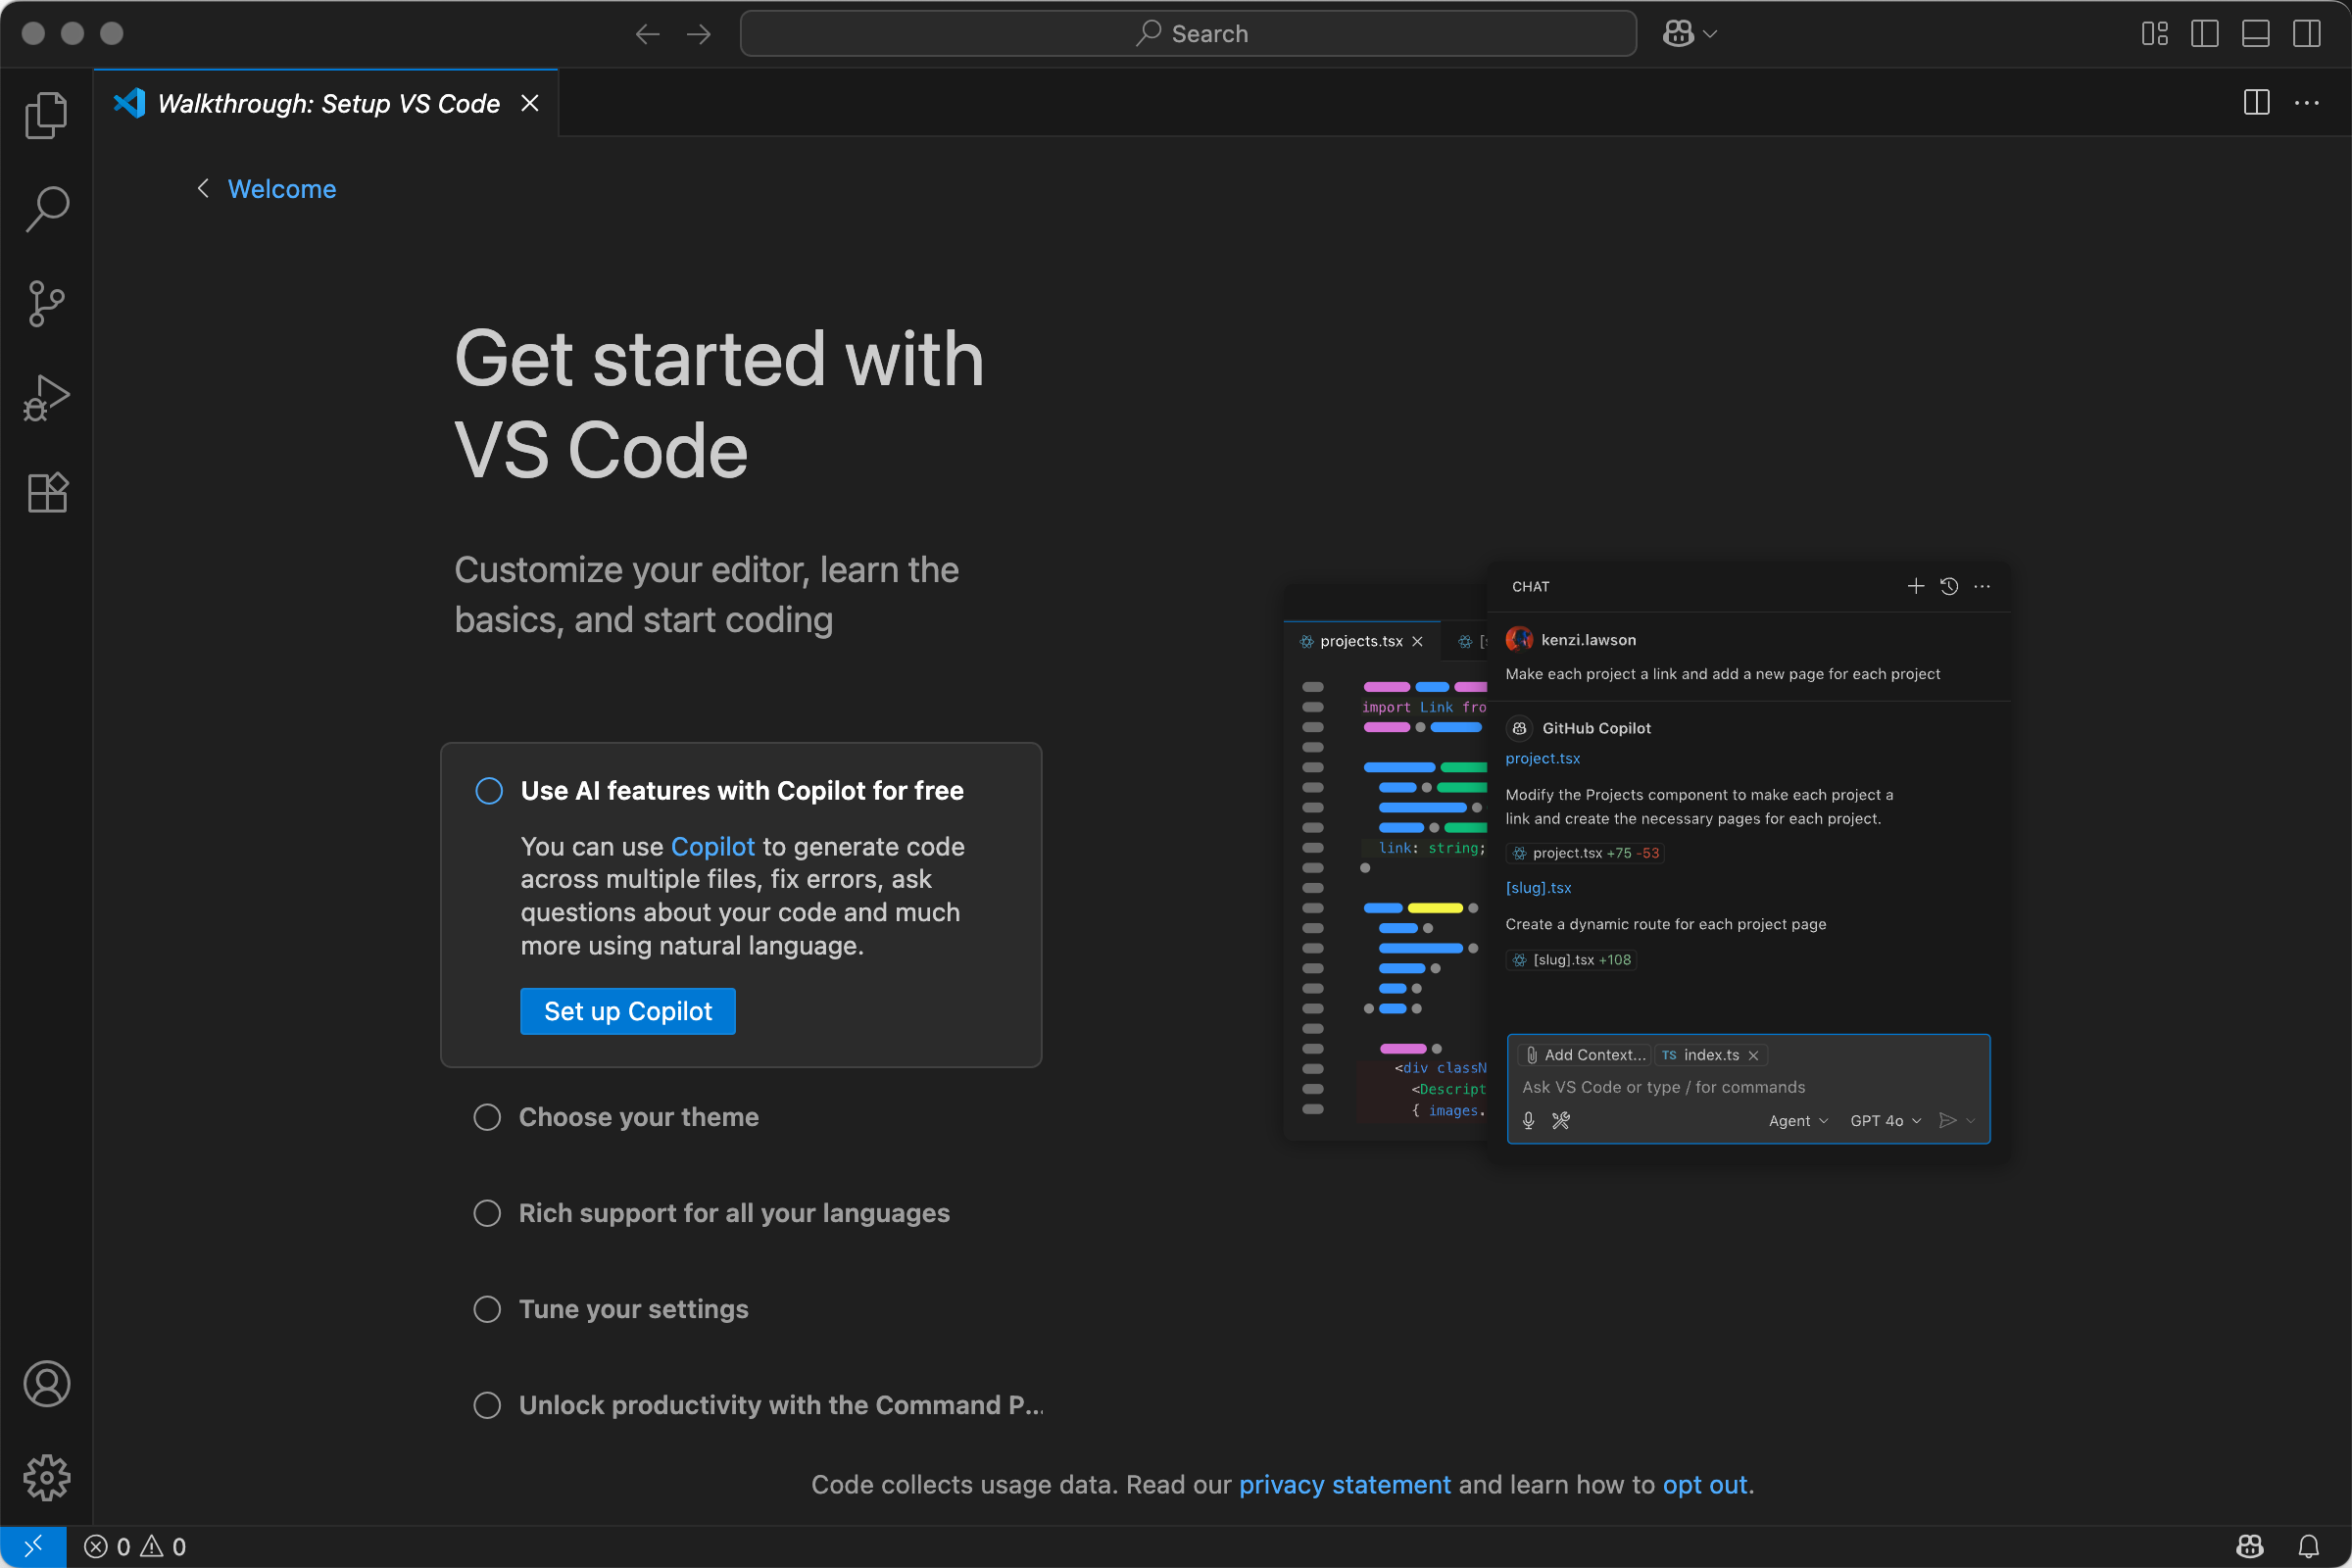 Search
Walkthrough: Setup VS Code
Welcome
Get started with
VS Code
Customize your editor, learn the
basics, and start coding
Use AI features with Copilot for free
You can use Copilot to generate code
across multiple files, fix errors, ask
questions about your code and much
more using natural language.
Set up Copilot
Choose your theme
Rich support for all your languages
Tune your settings
Unlock productivity with the Command P...
projects.tsx
import Link fro
link: string;
<div classN
<Descript
{ images.
CHAT
kenzi.lawson
Make each project a link and add a new page for each project
GitHub Copilot
project.tsx
Modify the Projects component to make each project a
link and create the necessary pages for each project.
project.tsx +75 -53
[slug].tsx
Create a dynamic route for each project page
[slug].tsx +108
Add Context... TS index.ts
Ask VS Code or type / for commands
Agent GPT 4o
Code collects usage data. Read our privacy statement and learn how to opt out.
0 0